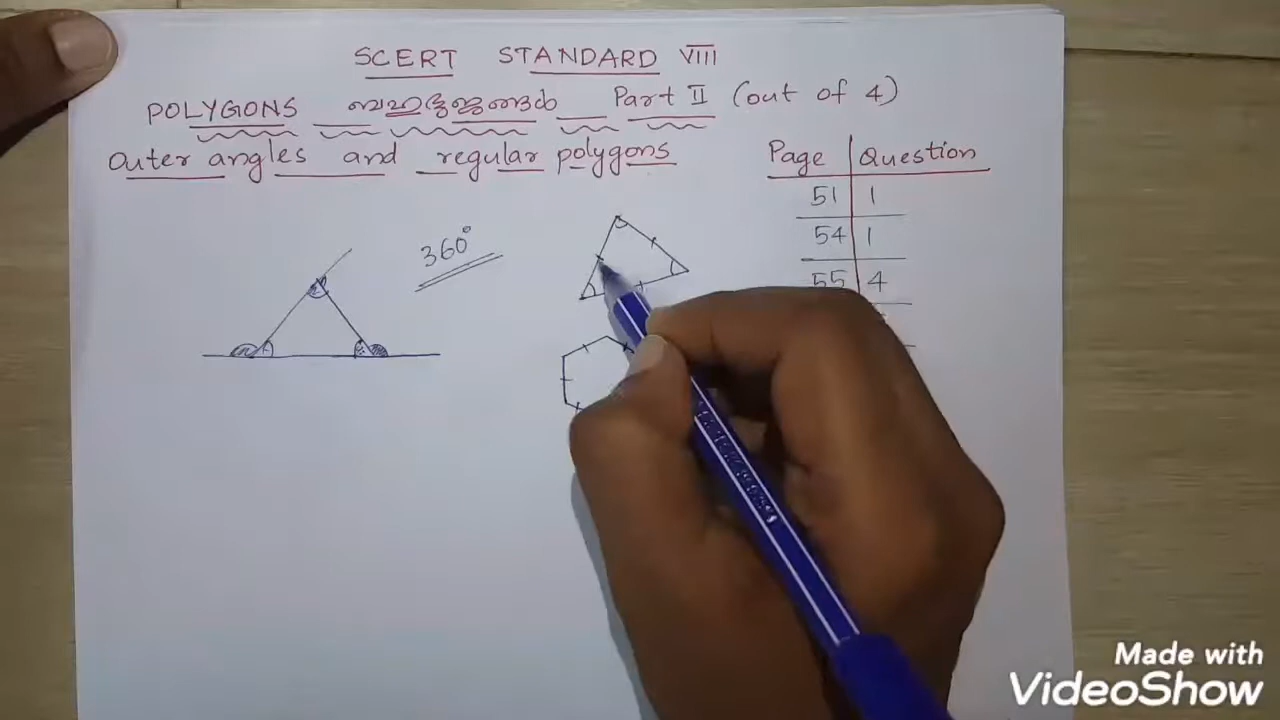 SCERT STANDARD VIII
POLYGONS ബഹുഭുജങ്ങൾ Part II (out of 4)
Outer angles and regular polygons
Page Question
51 1
54 1
55 4
360°
Made with
VideoShow